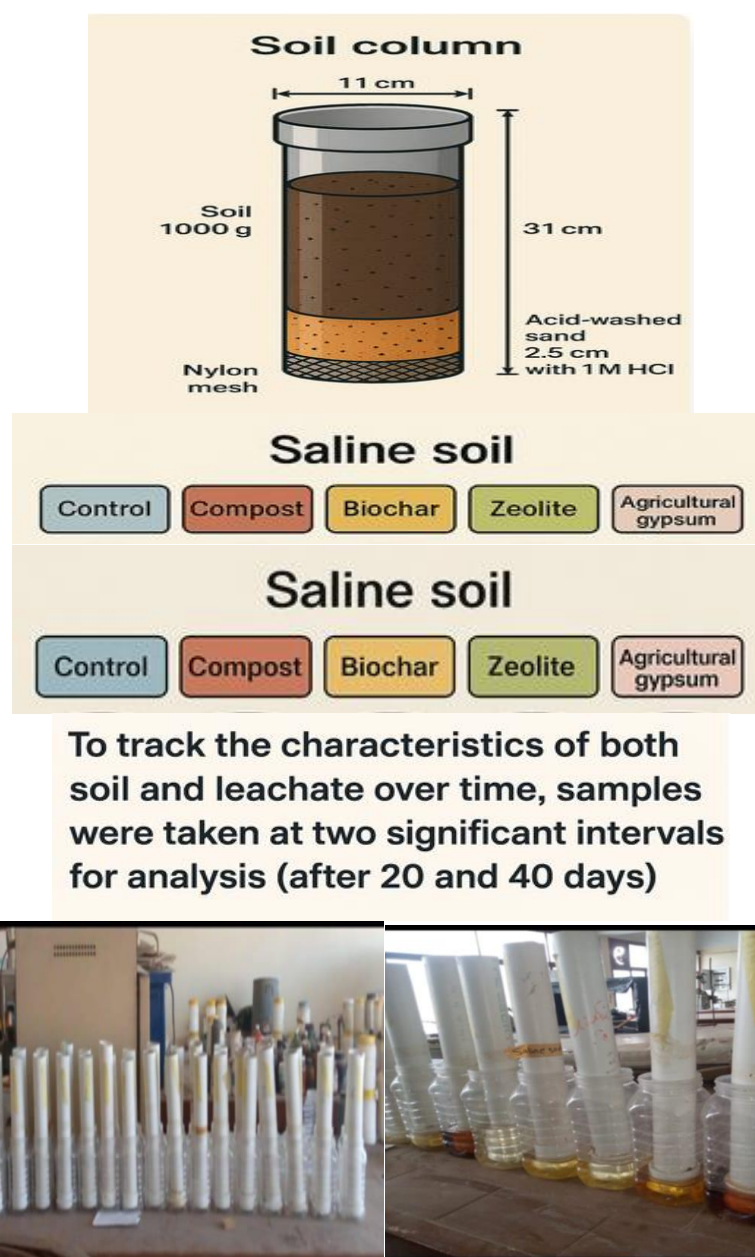 Soil column
11 cm
Soil
1000 g
31 cm
Acid-washed
sand
2.5 cm
with 1 M HCl
Nylon
mesh
Saline soil
Control
Compost
Biochar
Zeolite
Agricultural
gypsum
Saline soil
Control
Compost
Biochar
Zeolite
Agricultural
gypsum
To track the characteristics of both
soil and leachate over time, samples
were taken at two significant intervals
for analysis (after 20 and 40 days)